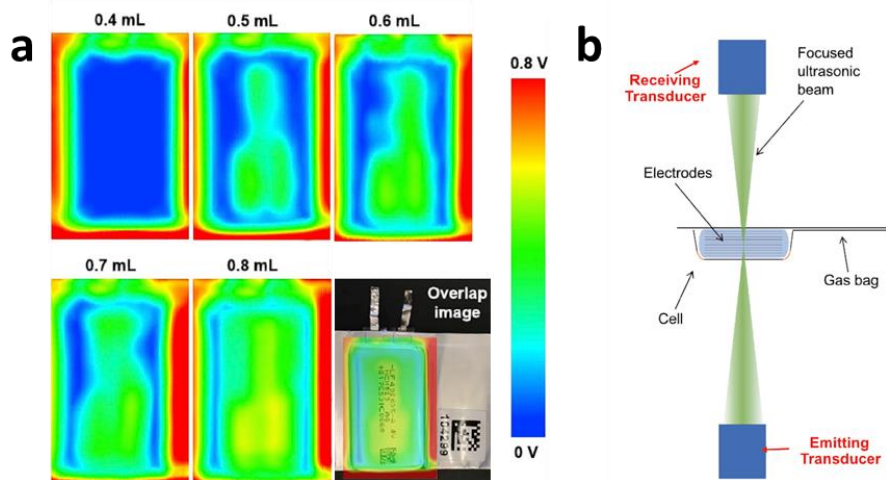 a
0.4 mL
0.5 mL
0.6 mL
0.7 mL
0.8 mL
Overlap
image
0.8 V
0 V
b
Receiving
Transducer
Focused
ultrasonic
beam
Electrodes
Gas bag
Cell
Emitting
Transducer